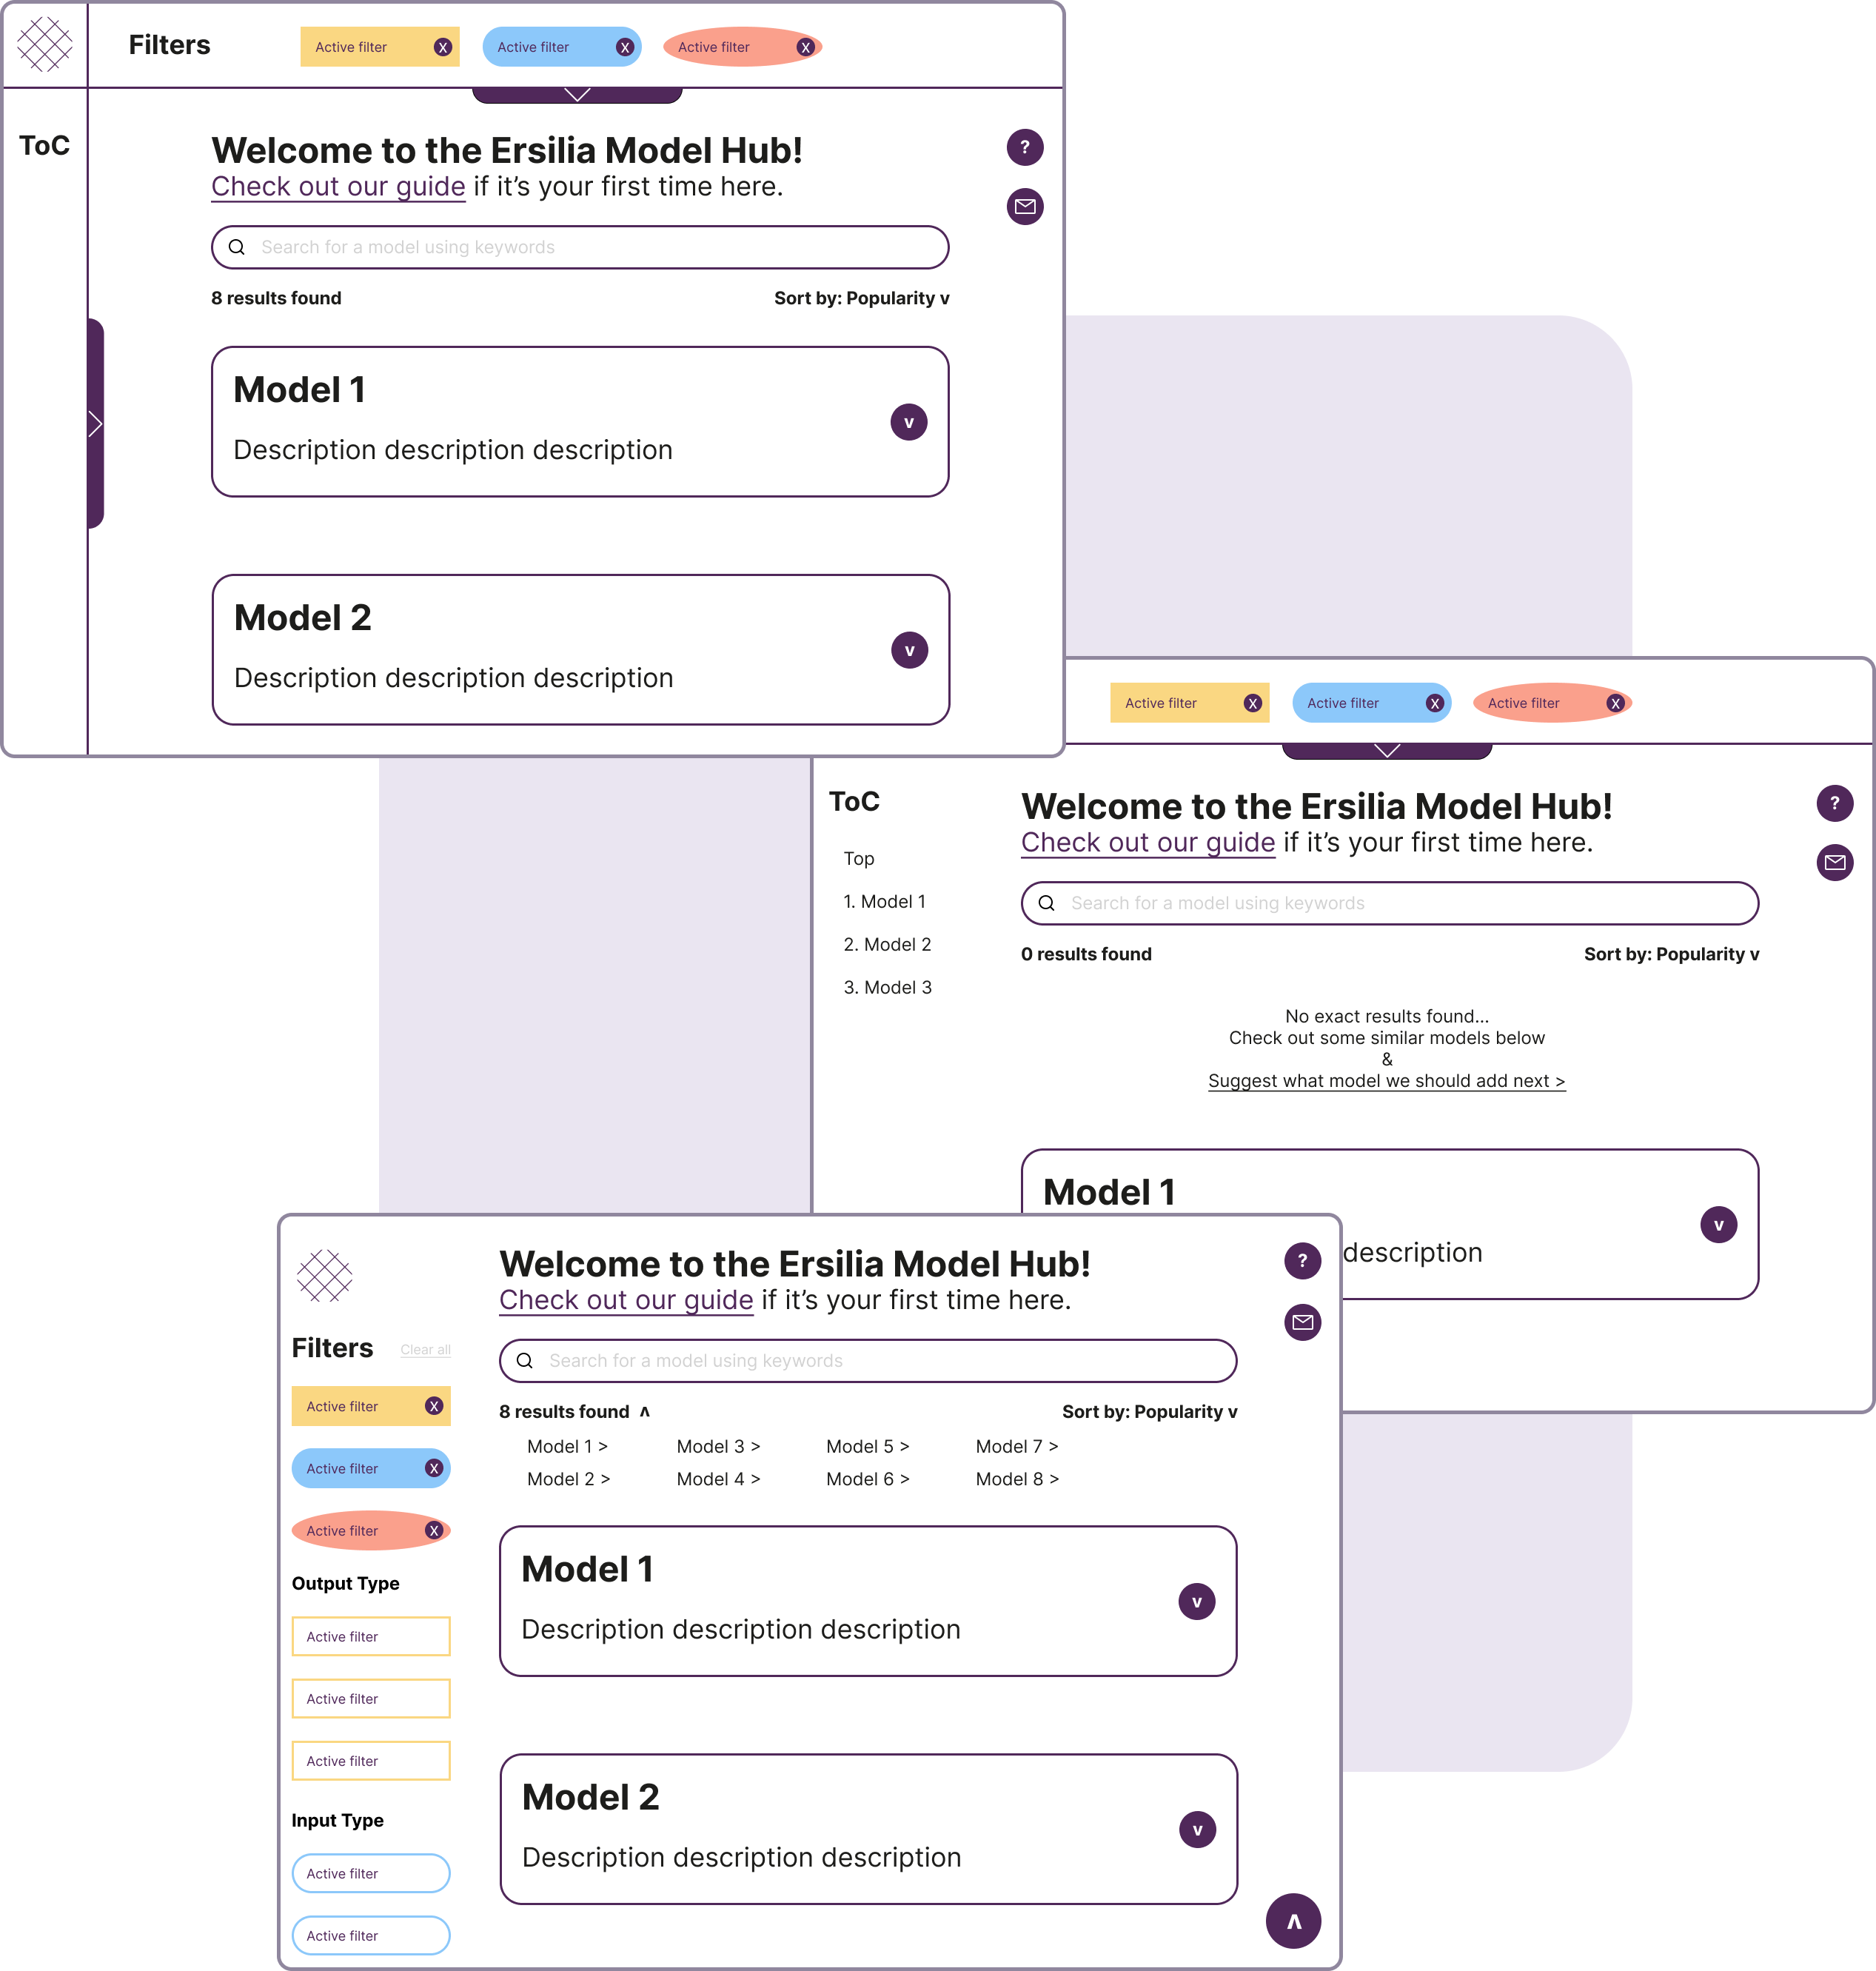 Filters
Active filter X
Active filter X
Active filter X
ToC
Welcome to the Ersilia Model Hub!
Check out our guide if it’s your first time here.
?
Search for a model using keywords
8 results found
Sort by: Popularity v
Model 1
Description description description
v
Model 2
Description description description
v
Active filter X
Active filter X
Active filter X
ToC
Top
1. Model 1
2. Model 2
3. Model 3
Welcome to the Ersilia Model Hub!
Check out our guide if it’s your first time here.
?
Search for a model using keywords
0 results found
Sort by: Popularity v
No exact results found...
Check out some similar models below
&
Suggest what model we should add next >
Model 1
description
v
Filters
Clear all
Active filter X
Active filter X
Active filter X
Output Type
Active filter
Active filter
Active filter
Input Type
Active filter
Active filter
Welcome to the Ersilia Model Hub!
Check out our guide if it’s your first time here.
?
Search for a model using keywords
8 results found ʌ
Sort by: Popularity v
Model 1 > Model 3 > Model 5 > Model 7 >
Model 2 > Model 4 > Model 6 > Model 8 >
Model 1
Description description description
v
Model 2
Description description description
v
ʌ